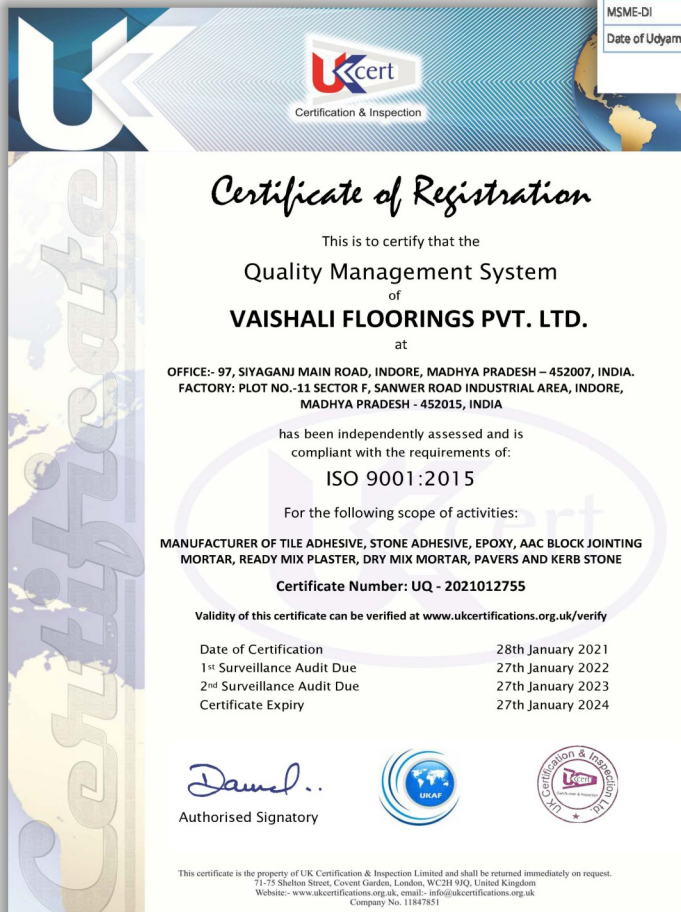 MSME-DI
Date of Udyam
UK
UKcert
Certification & Inspection
Certificate
Certificate of Registration
This is to certify that the
Quality Management System
of
VAISHALI FLOORINGS PVT. LTD.
at
OFFICE:- 97, SIYAGANJ MAIN ROAD, INDORE, MADHYA PRADESH – 452007, INDIA.
FACTORY: PLOT NO.-11 SECTOR F, SANWER ROAD INDUSTRIAL AREA, INDORE,
MADHYA PRADESH - 452015, INDIA
has been independently assessed and is
compliant with the requirements of:
ISO 9001:2015
For the following scope of activities:
MANUFACTURER OF TILE ADHESIVE, STONE ADHESIVE, EPOXY, AAC BLOCK JOINTING
MORTAR, READY MIX PLASTER, DRY MIX MORTAR, PAVERS AND KERB STONE
Certificate Number: UQ - 2021012755
Validity of this certificate can be verified at www.ukcertifications.org.uk/verify
Date of Certification 28th January 2021
1st Surveillance Audit Due 27th January 2022
2nd Surveillance Audit Due 27th January 2023
Certificate Expiry 27th January 2024
Authorised Signatory
UKAF
UK Certification & Inspection Ltd.
UKcert
Certification & Inspection
This certificate is the property of UK Certification & Inspection Limited and shall be returned immediately on request.
71-75 Shelton Street, Covent Garden, London, WC2H 9JQ, United Kingdom
Website:- www.ukcertifications.org.uk, email:- info@ukcertifications.org.uk
Company No. 11847851